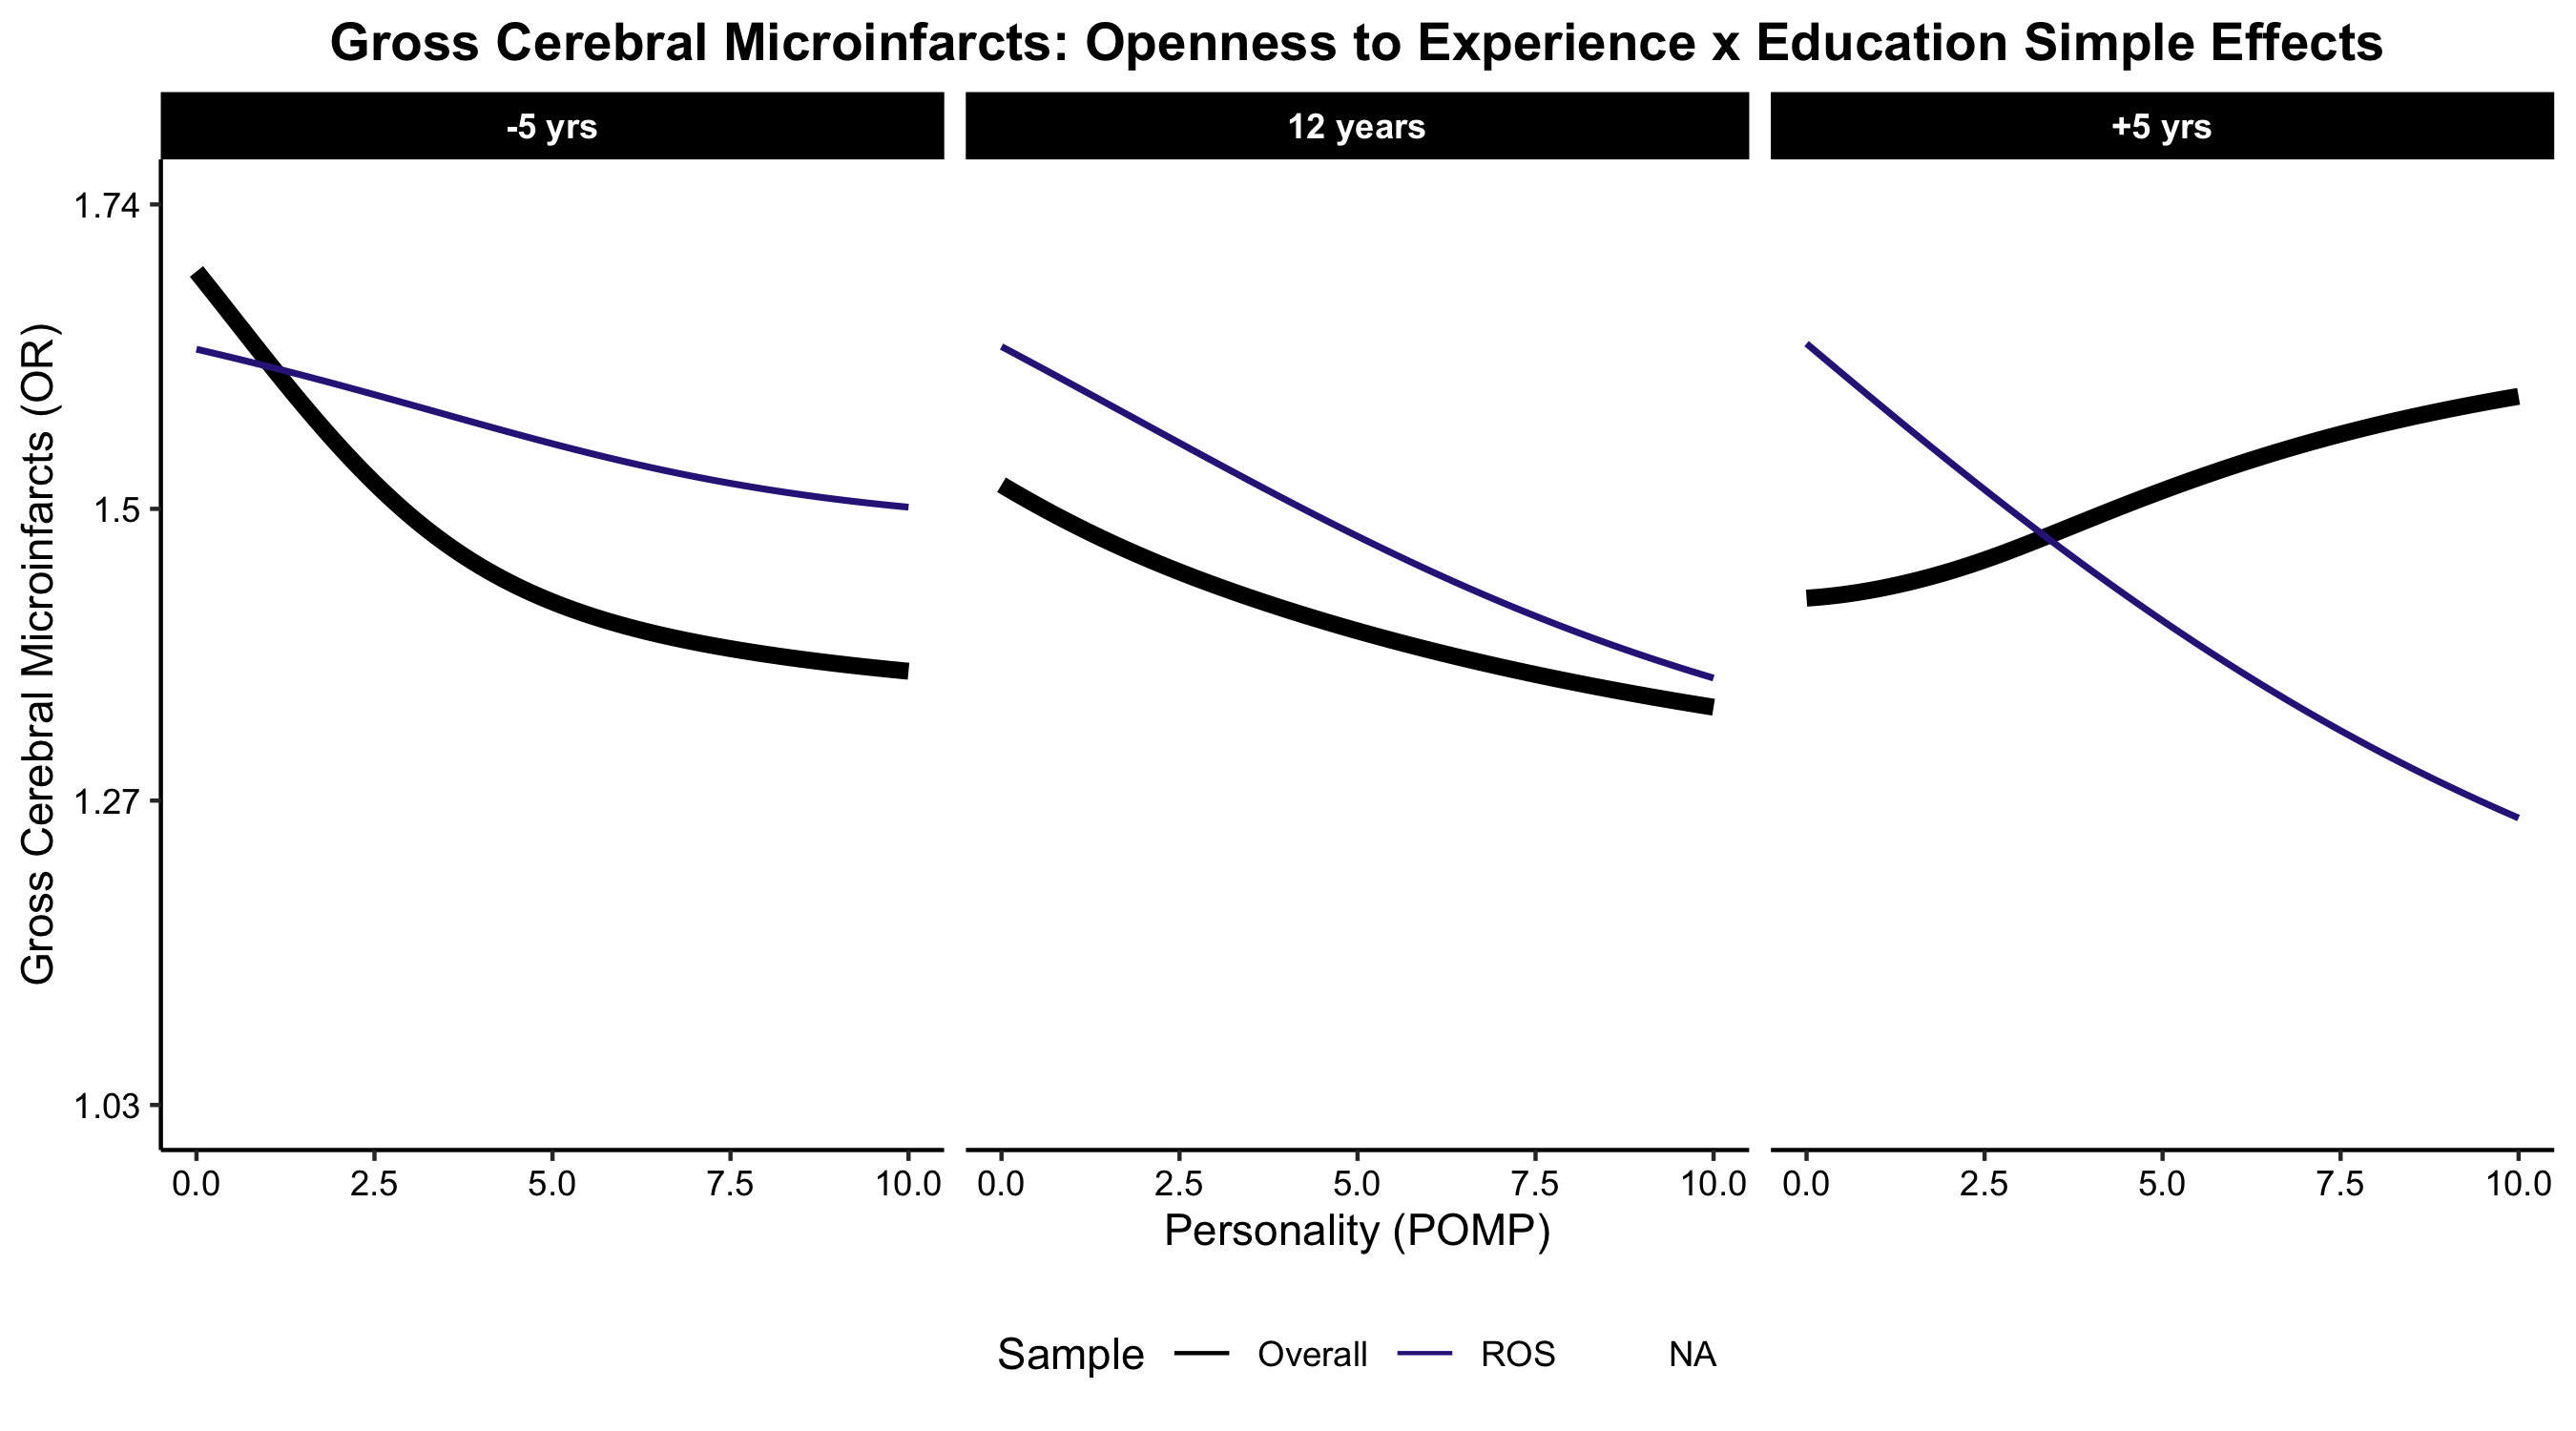 Gross Cerebral Microinfarcts: Openness to Experience x Education Simple Effects
-5 yrs
12 years
+5 yrs
Gross Cerebral Microinfarcts (OR)
1.74
1.5
1.27
1.03
0.0 2.5 5.0 7.5 10.0
0.0 2.5 5.0 7.5 10.0
0.0 2.5 5.0 7.5 10.0
Personality (POMP)
Sample Overall ROS NA